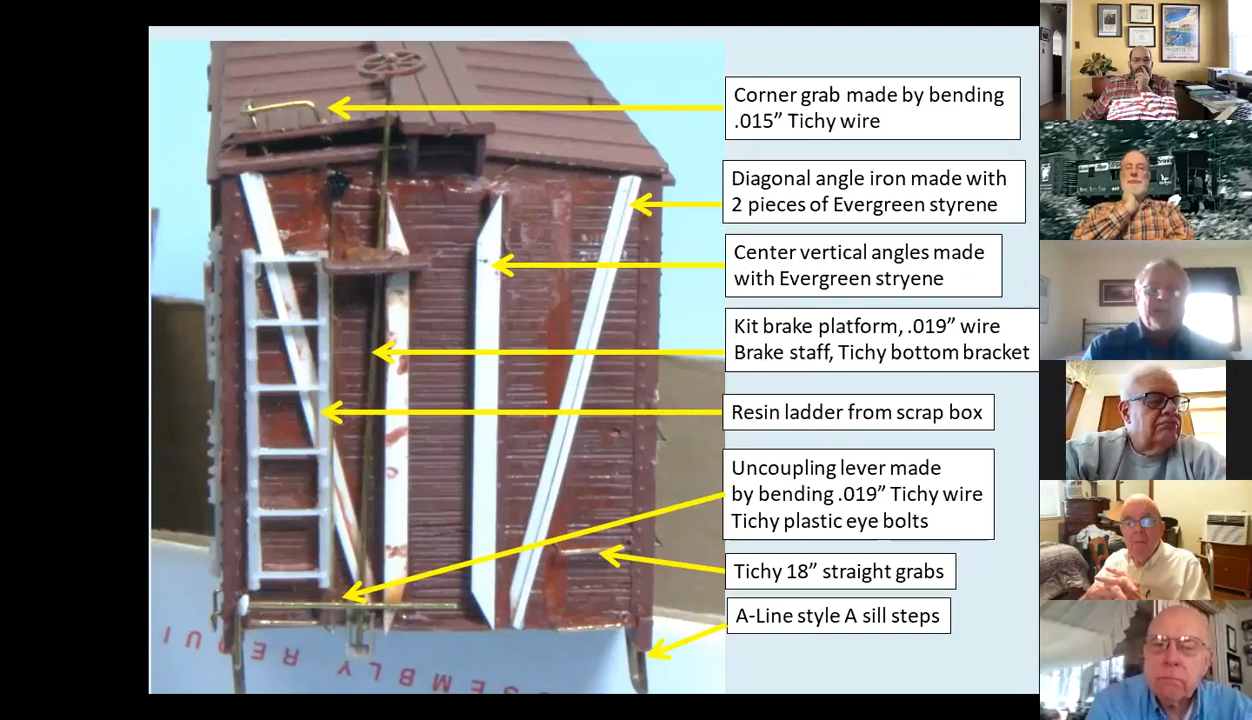 Corner grab made by bending
.015” Tichy wire
Diagonal angle iron made with
2 pieces of Evergreen styrene
Center vertical angles made
with Evergreen stryene
Kit brake platform, .019” wire
Brake staff, Tichy bottom bracket
Resin ladder from scrap box
Uncoupling lever made
by bending .019” Tichy wire
Tichy plastic eye bolts
Tichy 18” straight grabs
A-Line style A sill steps
SEMBLY REQUI